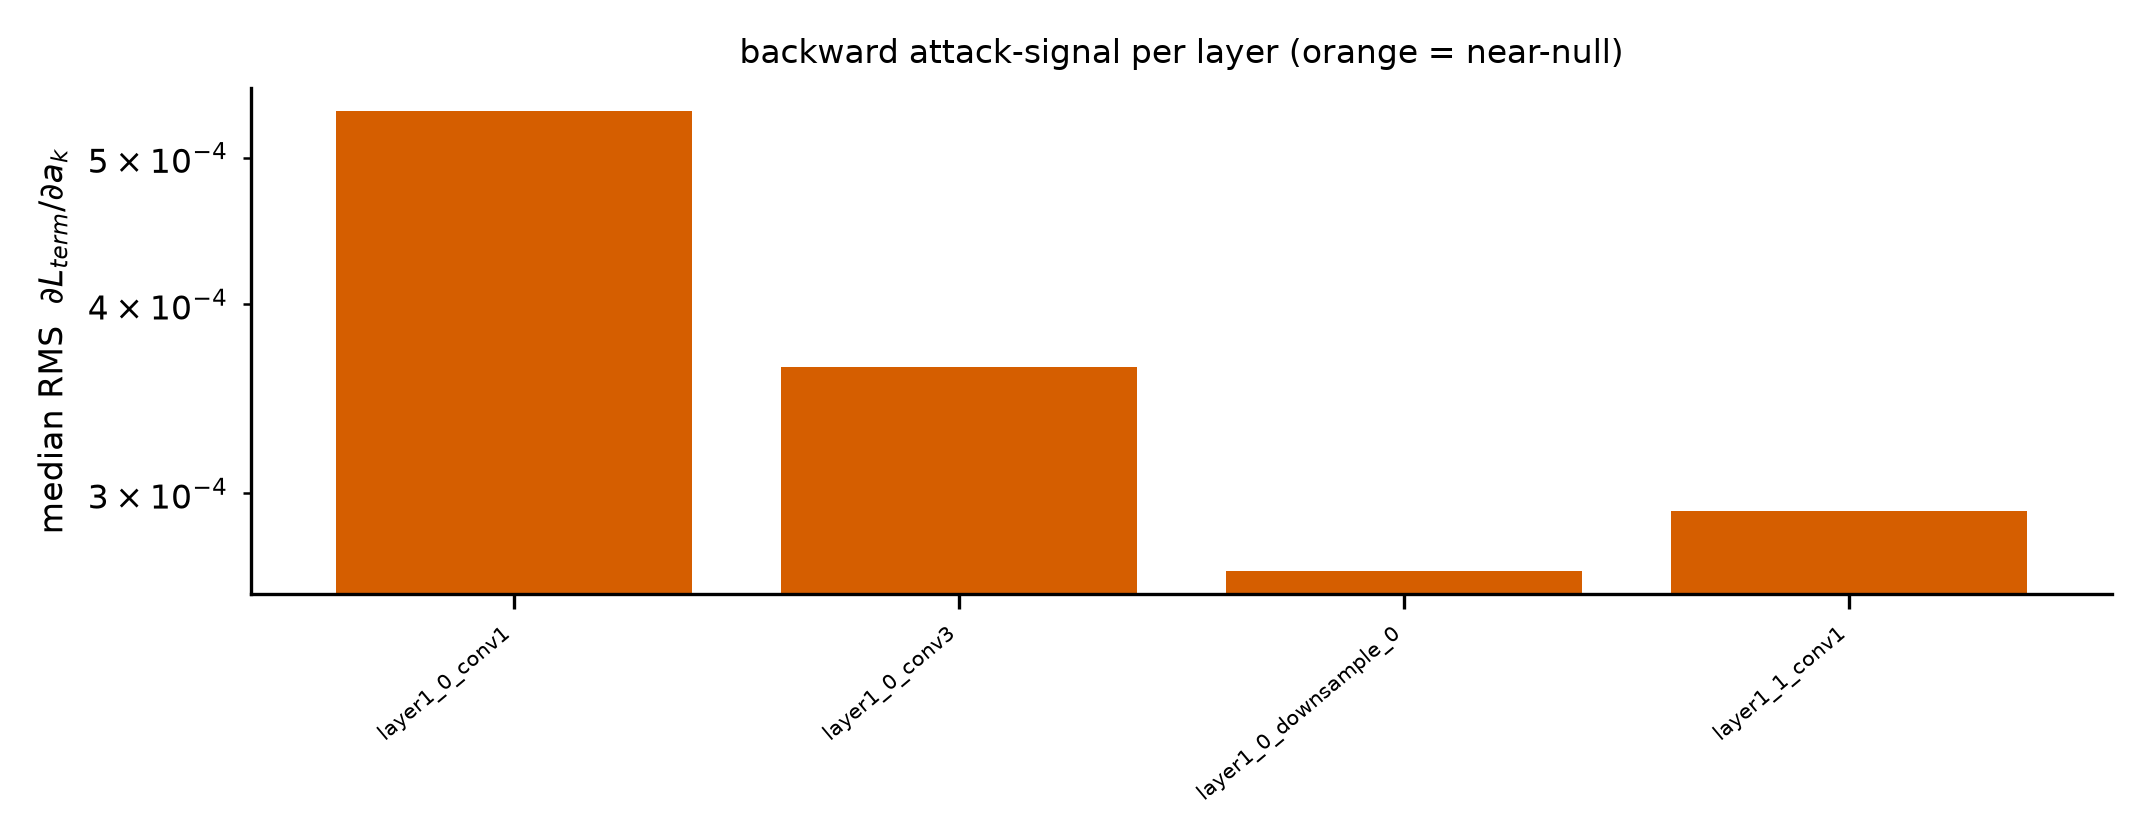 backward attack-signal per layer (orange = near-null)
median RMS ∂L_term/∂a_k
5 × 10⁻⁴
4 × 10⁻⁴
3 × 10⁻⁴
layer1_0_conv1
layer1_0_conv3
layer1_0_downsample_0
layer1_1_conv1